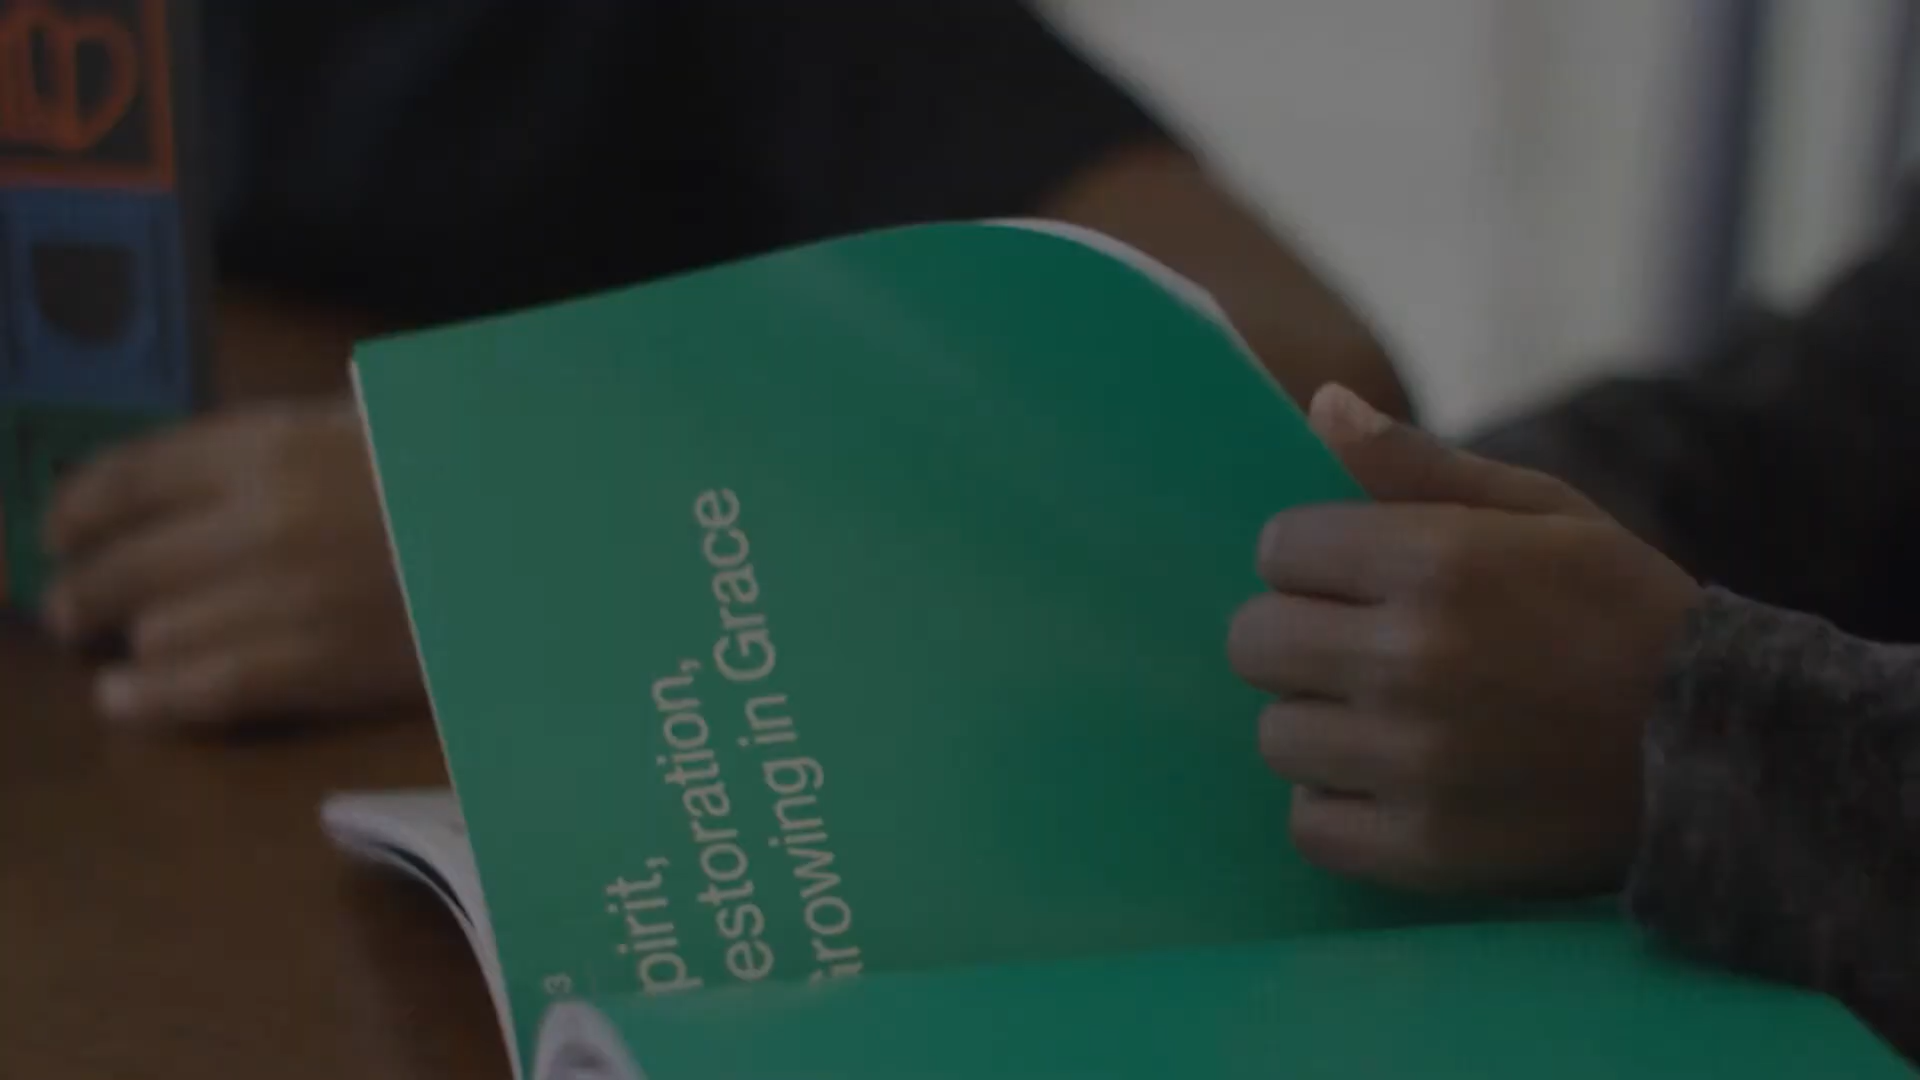 pirit,
estoration,
rowing in Grace
3